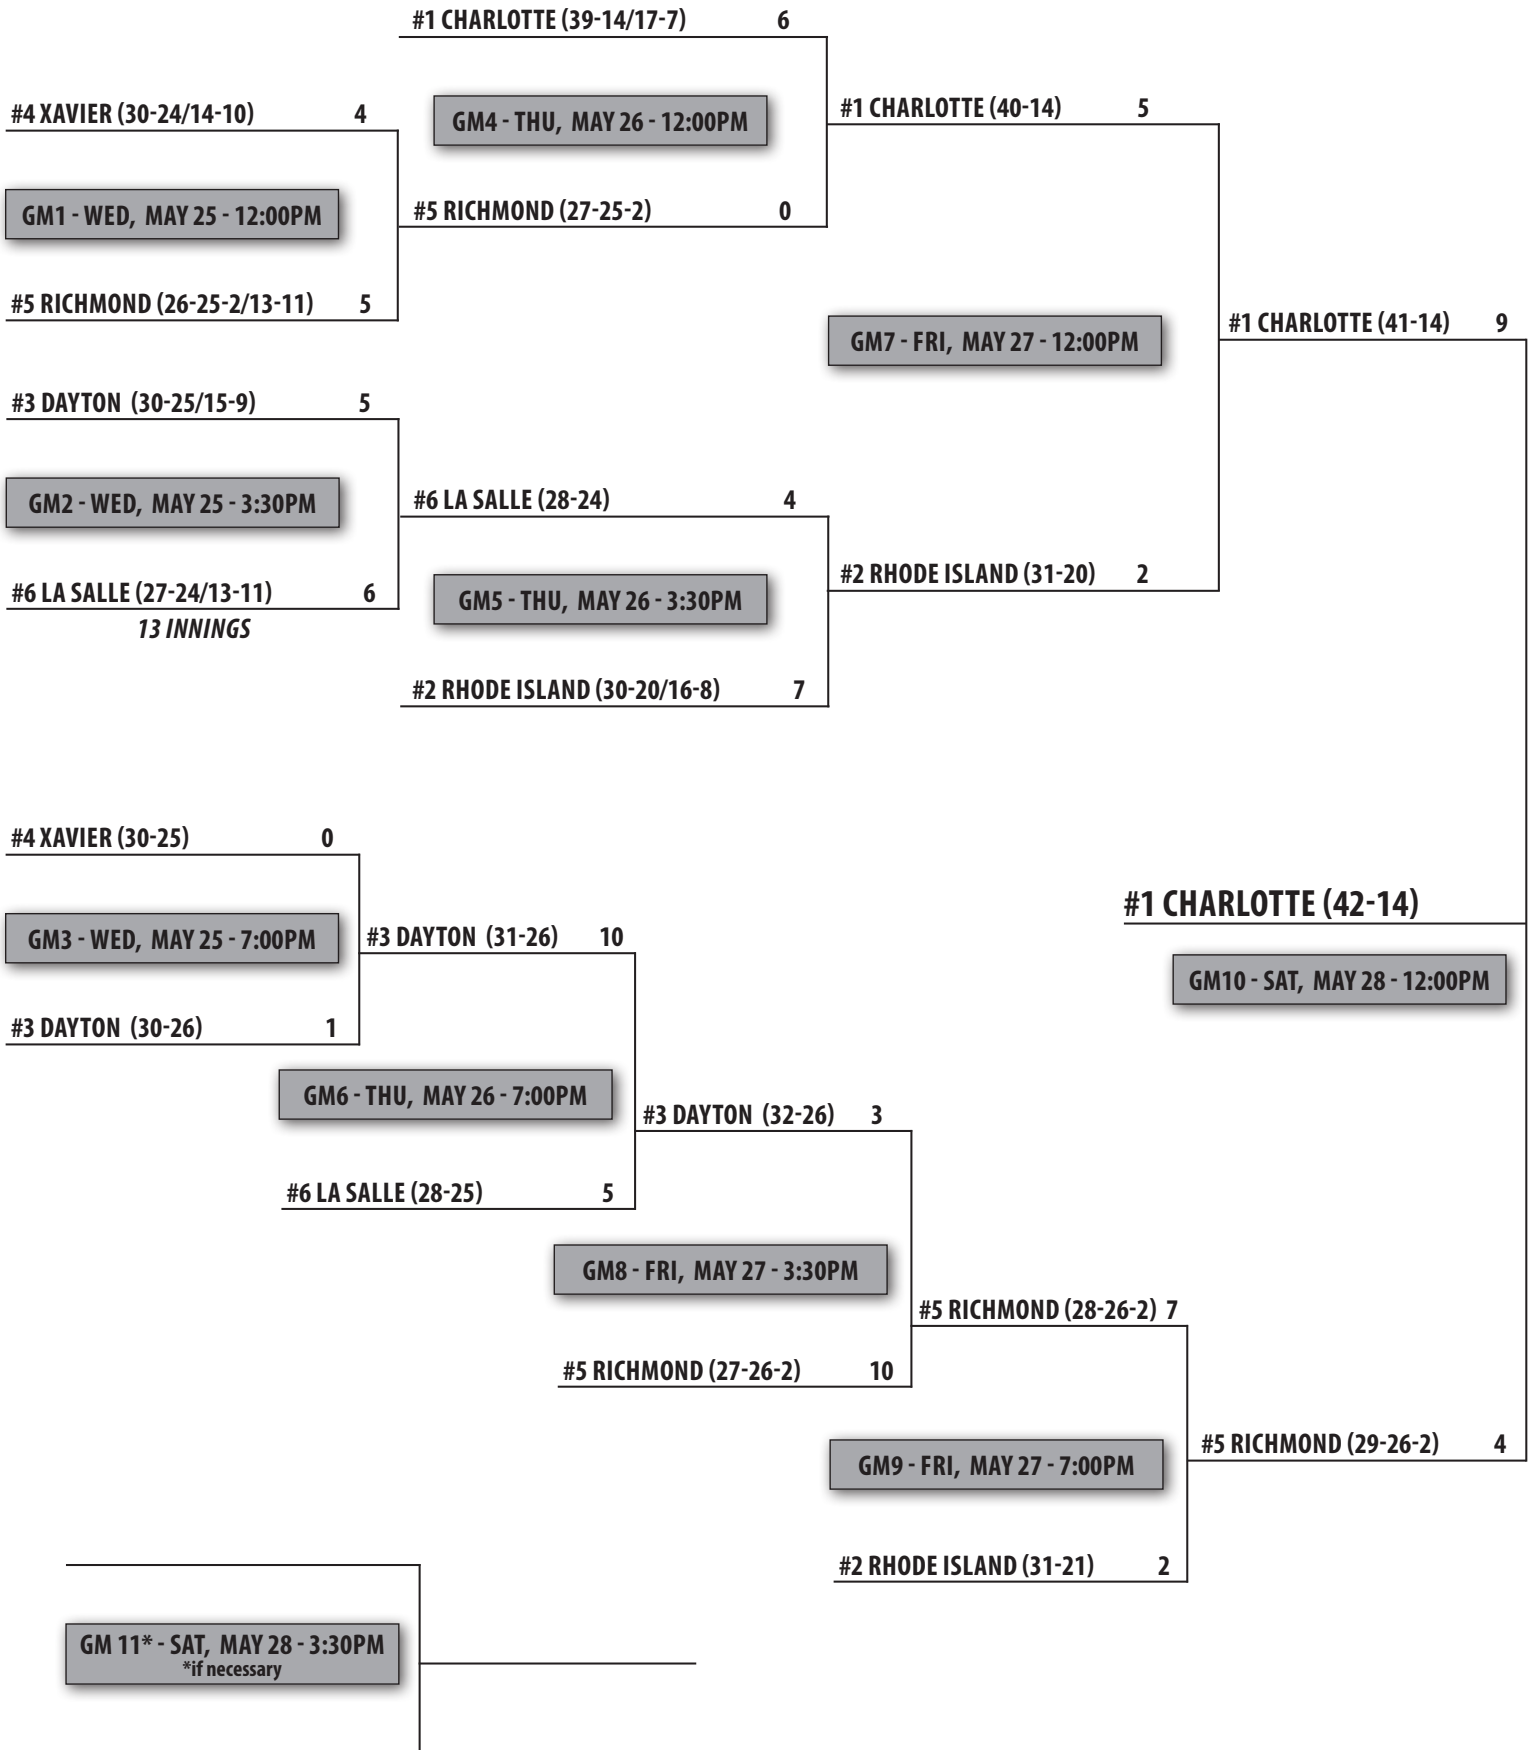 #1 CHARLOTTE (39-14/17-7) 6
#4 XAVIER (30-24/14-10) 4
GM4 - THU, MAY 26 - 12:00PM
#1 CHARLOTTE (40-14) 5
GM1 - WED, MAY 25 - 12:00PM
#5 RICHMOND (27-25-2) 0
#5 RICHMOND (26-25-2/13-11) 5
GM7 - FRI, MAY 27 - 12:00PM
#1 CHARLOTTE (41-14) 9
#3 DAYTON (30-25/15-9) 5
GM2 - WED, MAY 25 - 3:30PM
#6 LA SALLE (28-24) 4
#6 LA SALLE (27-24/13-11) 6
13 INNINGS
GM5 - THU, MAY 26 - 3:30PM
#2 RHODE ISLAND (31-20) 2
#2 RHODE ISLAND (30-20/16-8) 7
#4 XAVIER (30-25) 0
#1 CHARLOTTE (42-14)
GM3 - WED, MAY 25 - 7:00PM
#3 DAYTON (31-26) 10
GM10 - SAT, MAY 28 - 12:00PM
#3 DAYTON (30-26) 1
GM6 - THU, MAY 26 - 7:00PM
#3 DAYTON (32-26) 3
#6 LA SALLE (28-25) 5
GM8 - FRI, MAY 27 - 3:30PM
#5 RICHMOND (28-26-2) 7
#5 RICHMOND (27-26-2) 10
GM9 - FRI, MAY 27 - 7:00PM
#5 RICHMOND (29-26-2) 4
#2 RHODE ISLAND (31-21) 2
GM 11* - SAT, MAY 28 - 3:30PM
*if necessary